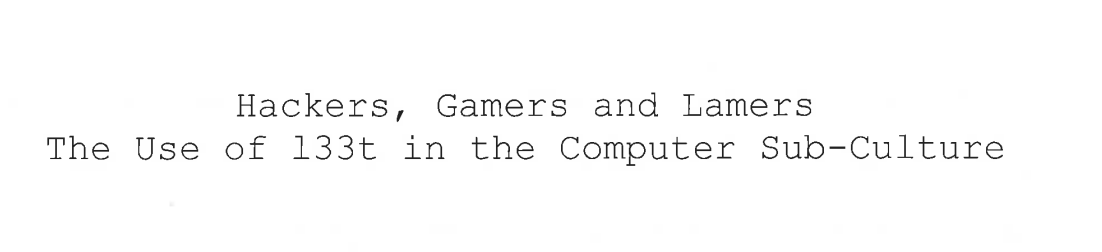 Hackers, Gamers and Lamers
The Use of l33t in the Computer Sub-Culture